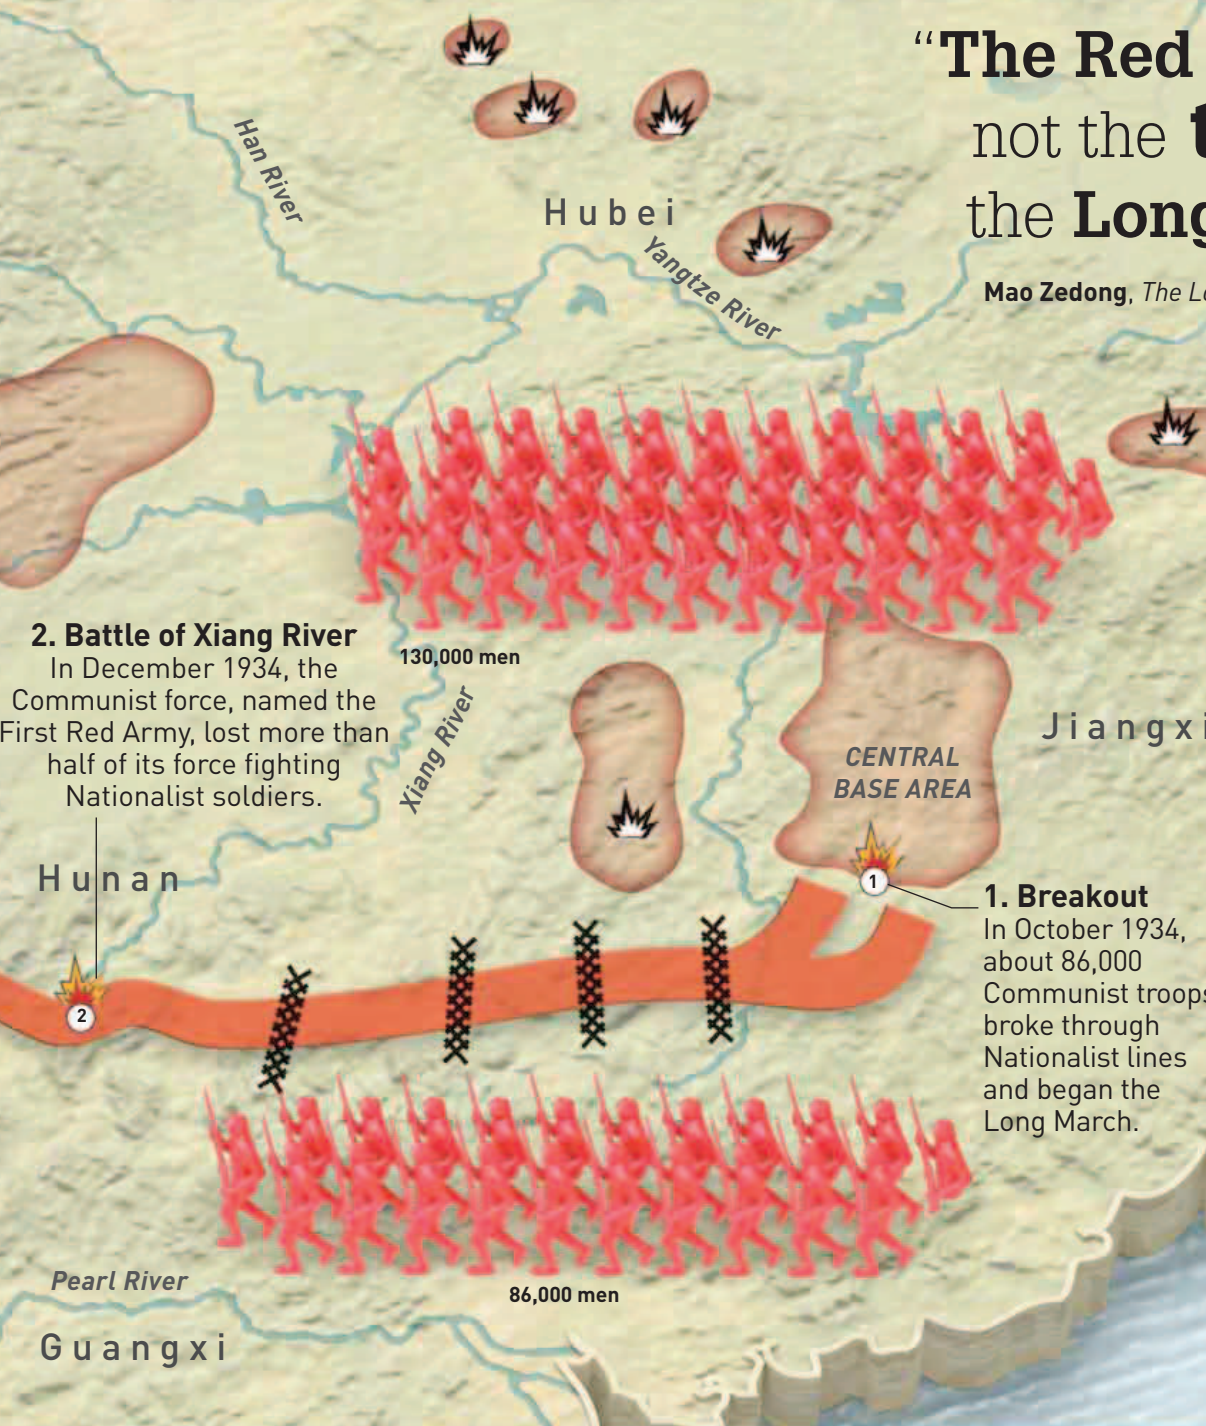 “The Red
not the
the Long
Mao Zedong, The Lo
Han River
Hubei
Yangtze River
2. Battle of Xiang River
In December 1934, the
Communist force, named the
First Red Army, lost more than
half of its force fighting
Nationalist soldiers.
130,000 men
Xiang River
Jiangxi
CENTRAL
BASE AREA
Hunan
1
1. Breakout
In October 1934,
about 86,000
Communist troops
broke through
Nationalist lines
and began the
Long March.
2
86,000 men
Pearl River
Guangxi